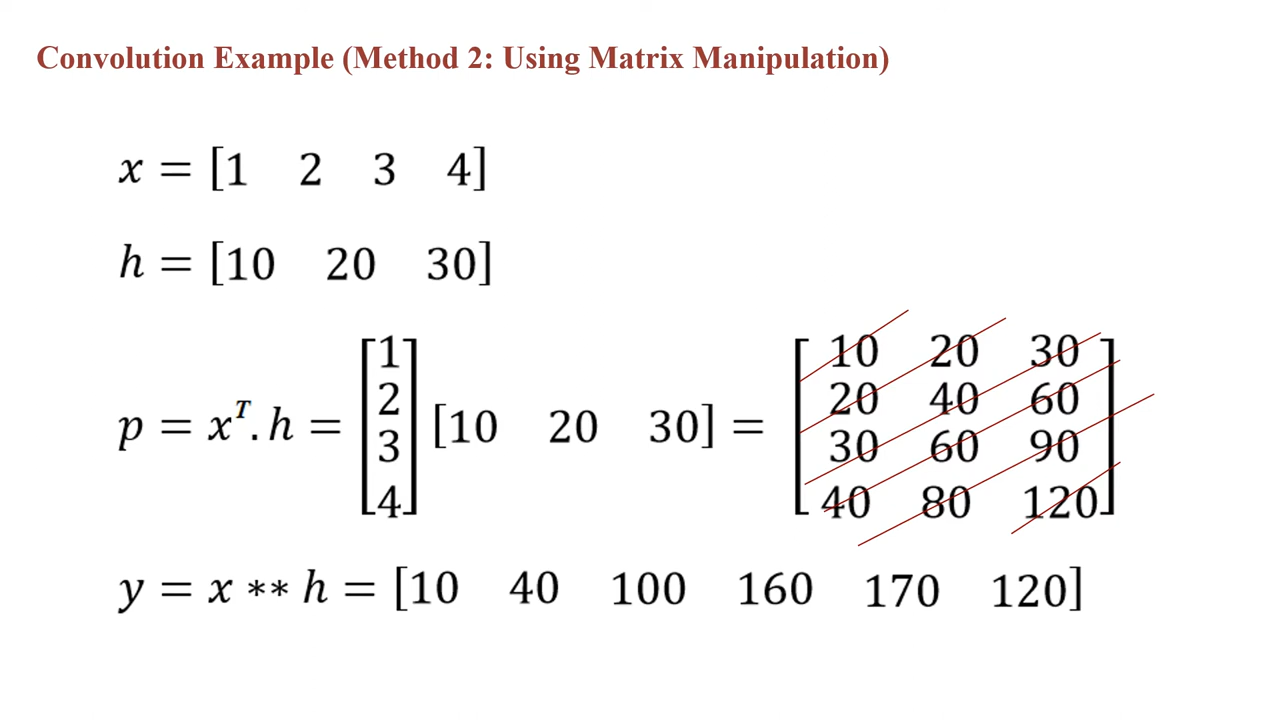 Convolution Example (Method 2: Using Matrix Manipulation)
x = [1 2 3 4]
h = [10 20 30]
p = xᵀ.h = [1 2 3 4] [10 20 30] = [10 20 30
20 40 60
30 60 90
40 80 120]
y = x ** h = [10 40 100 160 170 120]